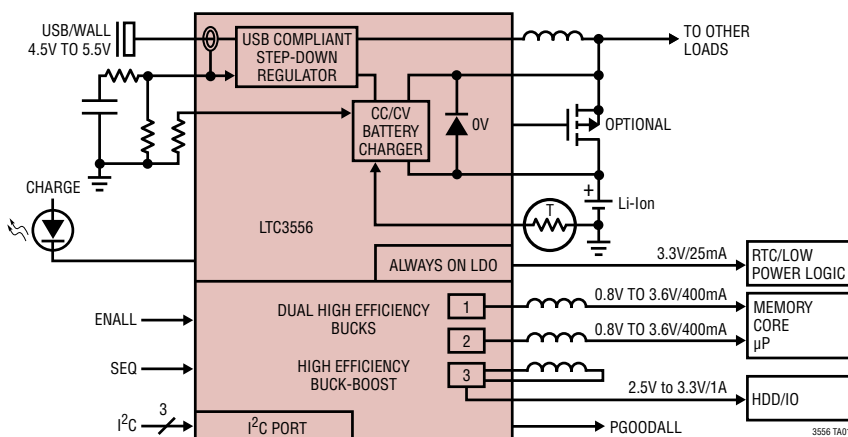 USB/WALL
4.5V TO 5.5V
USB COMPLIANT
STEP-DOWN
REGULATOR
TO OTHER
LOADS
CC/CV
BATTERY
CHARGER
0V
OPTIONAL
CHARGE
T
+
Li-Ion
LTC3556
ALWAYS ON LDO
3.3V/25mA
RTC/LOW
POWER LOGIC
ENALL
DUAL HIGH EFFICIENCY
BUCKS
1
0.8V TO 3.6V/400mA
2
0.8V TO 3.6V/400mA
MEMORY
CORE
µP
SEQ
HIGH EFFICIENCY
BUCK-BOOST
3
2.5V to 3.3V/1A
HDD/IO
I²C
3
I²C PORT
PGOODALL